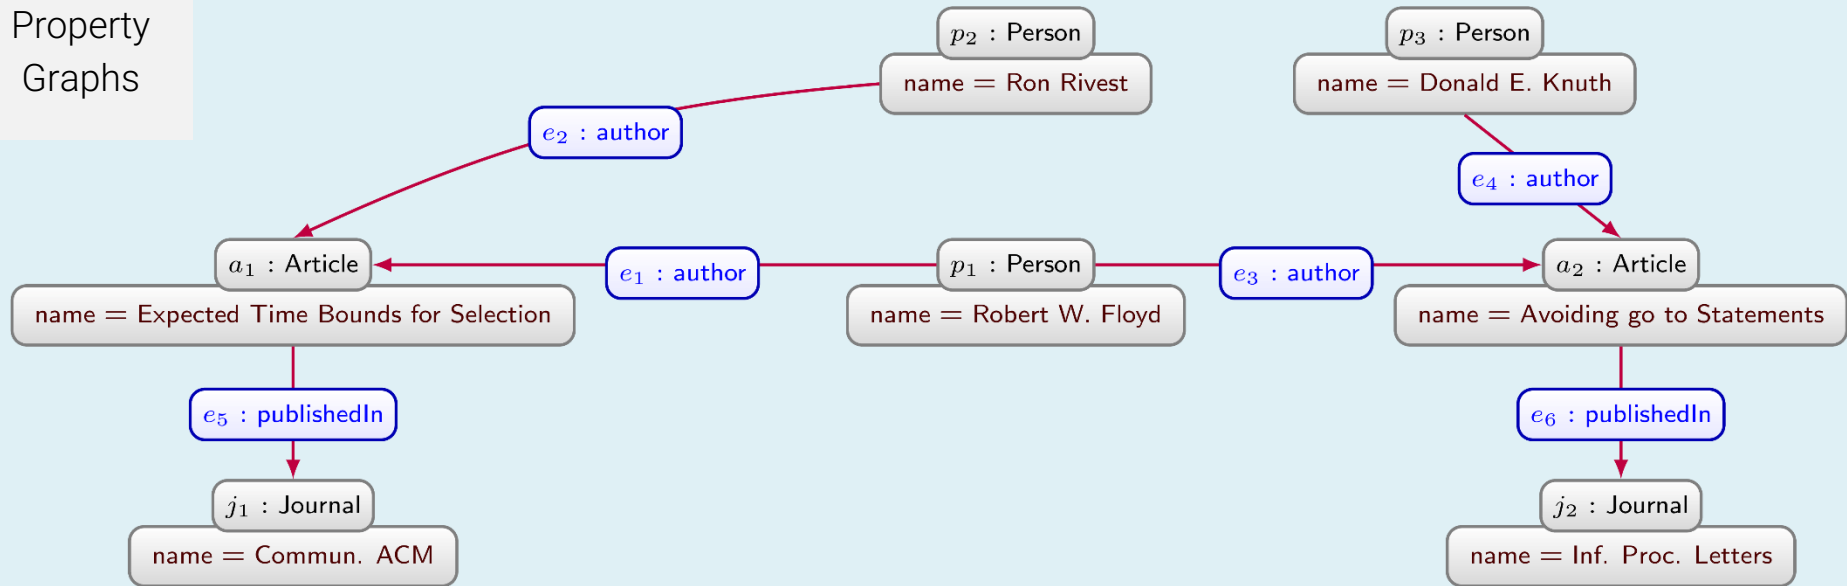 Property
Graphs
p₂ : Person
name = Ron Rivest
p₃ : Person
name = Donald E. Knuth
e₂ : author
e₄ : author
a₁ : Article
name = Expected Time Bounds for Selection
e₁ : author
p₁ : Person
name = Robert W. Floyd
e₃ : author
a₂ : Article
name = Avoiding go to Statements
e₅ : publishedIn
e₆ : publishedIn
j₁ : Journal
name = Commun. ACM
j₂ : Journal
name = Inf. Proc. Letters